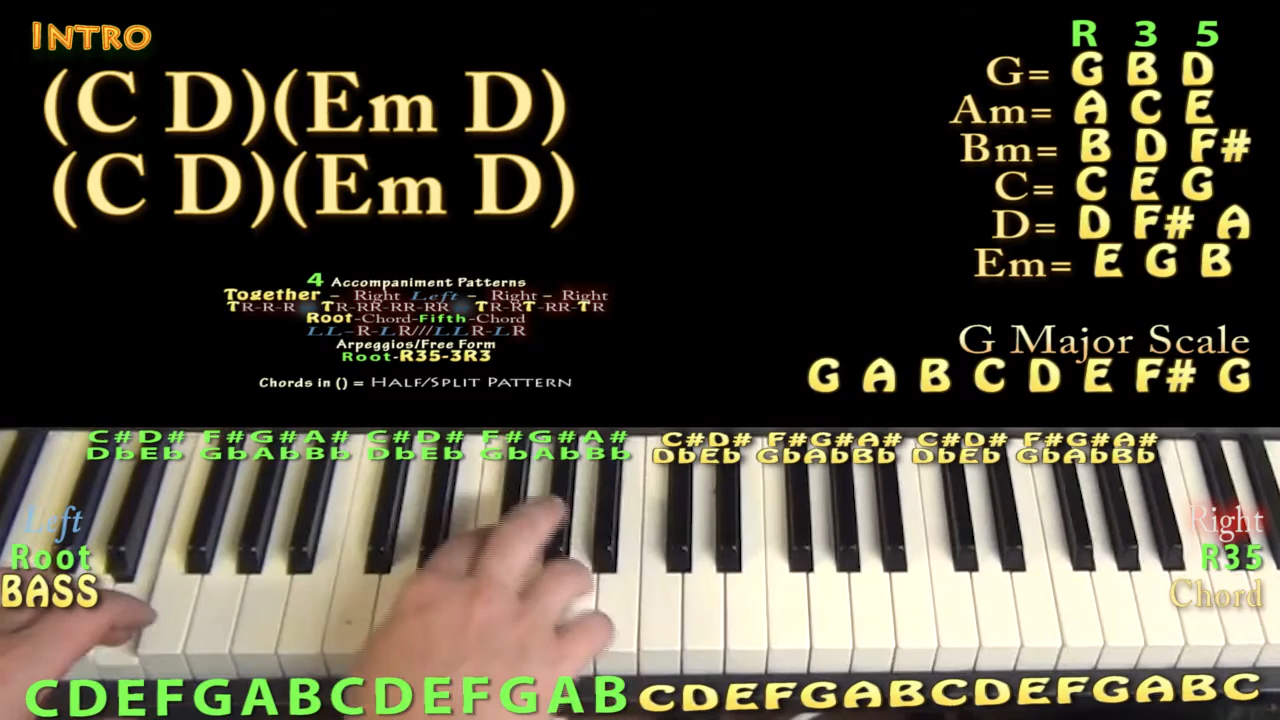 INTRO
(C D)(Em D)
(C D)(Em D)
R 3 5
G= G B D
Am= A C E
Bm= B D F#
C= C E G
D= D F# A
Em= E G B
4 Accompaniment Patterns
Together - Right Left - Right - Right
TR-R-R TR-RR-RR-RR TR-RT-RR-TR
Root-Chord-Fifth-Chord
LL-R-LR///LLR-LR
Arpeggios/Free Form
Root-R35-3R3
Chords in () = HALF/SPLIT PATTERN
G Major Scale
G A B C D E F# G
C#D# F#G#A# C#D# F#G#A# C#D# F#G#A# C#D# F#G#A#
DbEb GbAbBb DbEb GbAbBb DbEb GbAbBb DbEb GbAbBb
Left
Root
BASS
Right
R35
Chord
CDEFGABCDEFGAB CDEFGABCDEFGABC